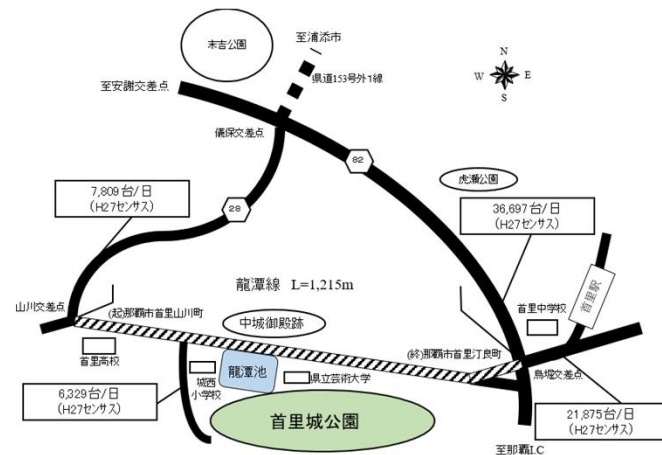 末吉公園
至浦添市
県道153号外1線
N
W E
S
至安謝交差点
儀保交差点
82
虎瀬公園
7,809台/日
(H27センサス)
28
36,697台/日
(H27センサス)
龍潭線 L=1,215m
首里駅
山川交差点
(起)那覇市首里山川町
中城御殿跡
首里中学校
(終)那覇市首里汀良町
首里高校
城西
小学校
龍潭池
県立芸術大学
鳥堀交差点
6,329台/日
(H27センサス)
首里城公園
21,875台/日
(H27センサス)
至那覇I.C